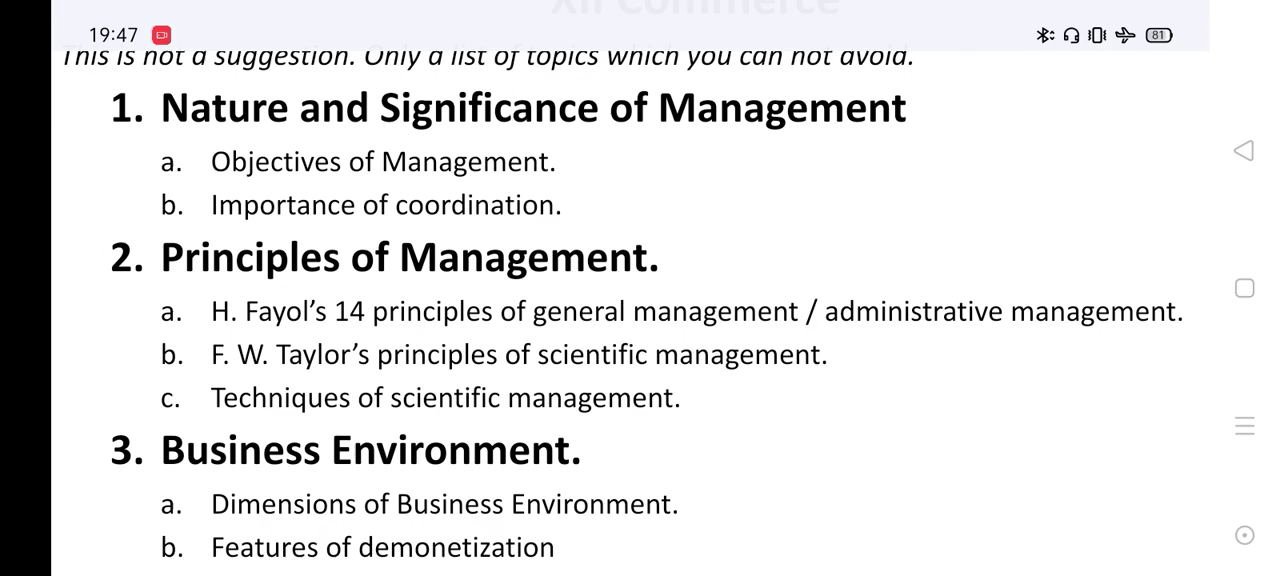 XII Commerce
19:47
81
This is not a suggestion. Only a list of topics which you can not avoid.
1. Nature and Significance of Management
a. Objectives of Management.
b. Importance of coordination.
2. Principles of Management.
a. H. Fayol’s 14 principles of general management / administrative management.
b. F. W. Taylor’s principles of scientific management.
c. Techniques of scientific management.
3. Business Environment.
a. Dimensions of Business Environment.
b. Features of demonetization